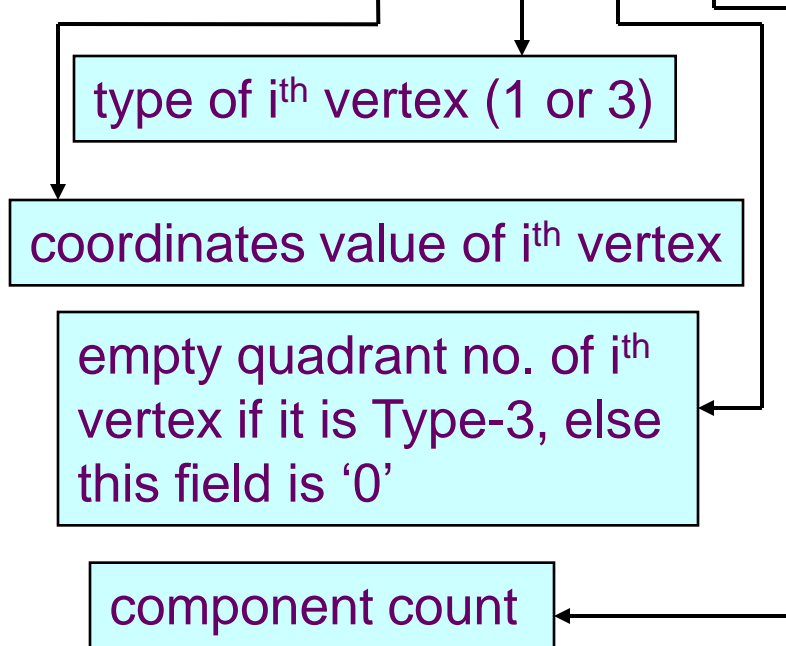 type of iᵗʰ vertex (1 or 3)
coordinates value of iᵗʰ vertex
empty quadrant no. of iᵗʰ
vertex if it is Type-3, else
this field is ‘0’
component count